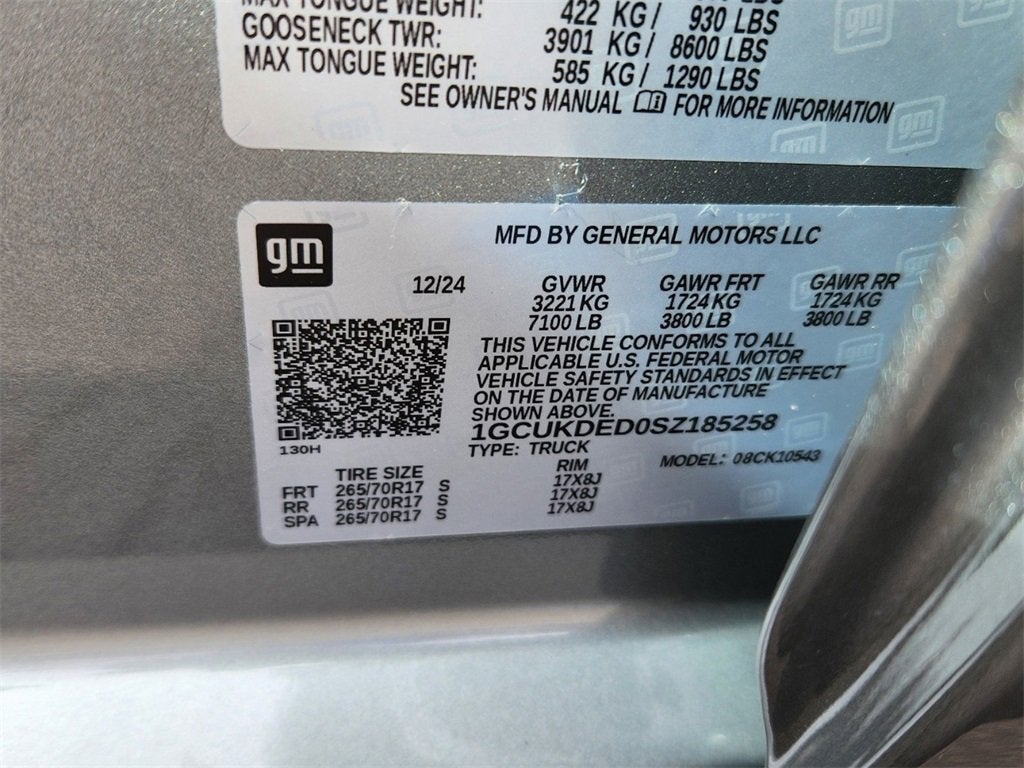 MAX TONGUE WEIGHT: 422 KG/ 930 LBS
GOOSENECK TWR: 3901 KG/ 8600 LBS
MAX TONGUE WEIGHT: 585 KG/ 1290 LBS
SEE OWNER'S MANUAL FOR MORE INFORMATION
gm
MFD BY GENERAL MOTORS LLC
12/24 GVWR GAWR FRT GAWR RR
3221 KG 1724 KG 1724 KG
7100 LB 3800 LB 3800 LB
THIS VEHICLE CONFORMS TO ALL
APPLICABLE U.S. FEDERAL MOTOR
VEHICLE SAFETY STANDARDS IN EFFECT
ON THE DATE OF MANUFACTURE
SHOWN ABOVE.
1GCUKDED0SZ185258
TYPE: TRUCK MODEL: 08CK10543
130H
TIRE SIZE RIM
FRT 265/70R17 S 17X8J
RR 265/70R17 S 17X8J
SPA 265/70R17 S 17X8J